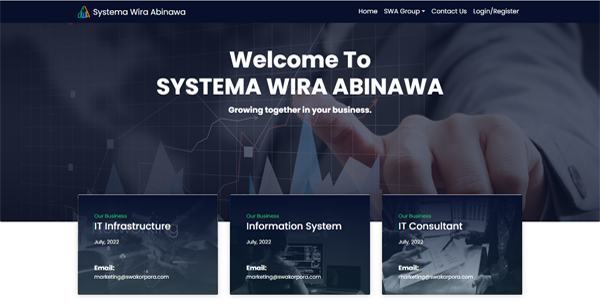 Systema Wira Abinawa
Home SWA Group Contact Us Login/Register
Welcome To
SYSTEMA WIRA ABINAWA
Growing together in your business.
Our Business
IT Infrastructure
July, 2022
Email:
marketing@swakorpora.com
Our Business
Information System
July, 2022
Email:
marketing@swakorpora.com
Our Business
IT Consultant
July, 2022
Email:
marketing@swakorpora.com